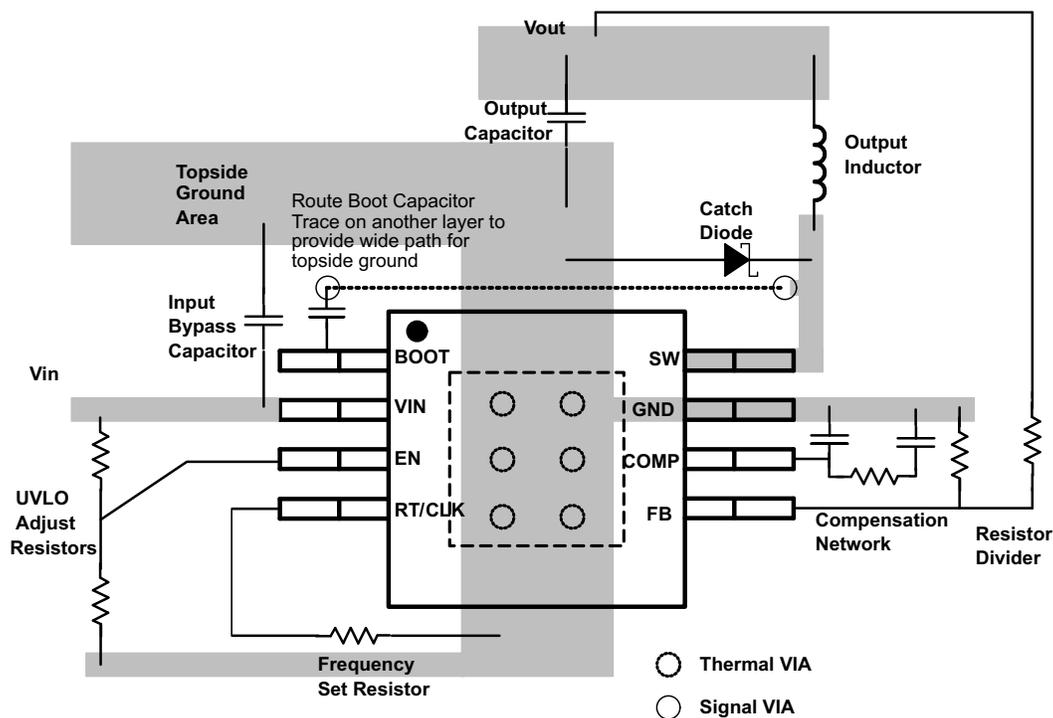 Vout
Output
Capacitor
Output
Inductor
Topside
Ground
Area
Route Boot Capacitor
Trace on another layer to
provide wide path for
topside ground
Catch
Diode
Input
Bypass
Capacitor
Vin
BOOT
VIN
EN
RT/CLK
SW
GND
COMP
FB
UVLO
Adjust
Resistors
Compensation
Network
Resistor
Divider
Frequency
Set Resistor
Thermal VIA
Signal VIA